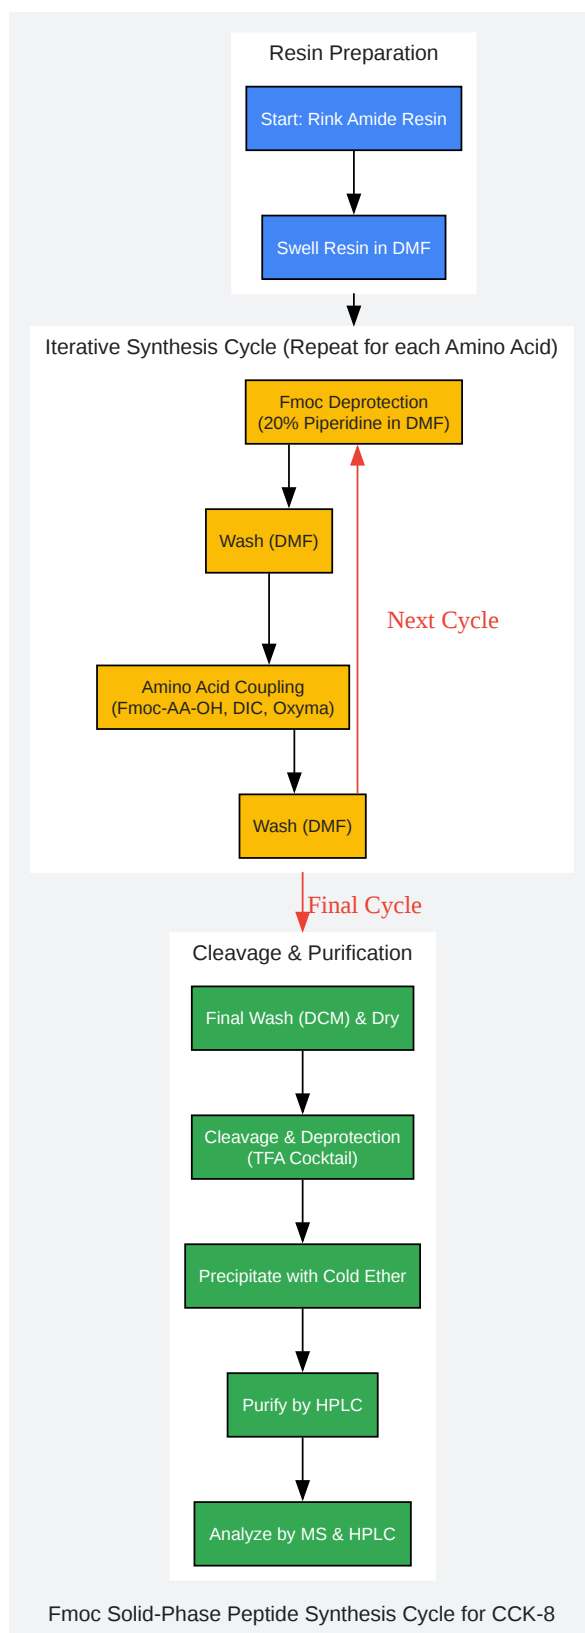 Resin Preparation
Start: Rink Amide Resin
Swell Resin in DMF
Iterative Synthesis Cycle (Repeat for each Amino Acid)
Fmoc Deprotection
(20% Piperidine in DMF)
Wash (DMF)
Next Cycle
Amino Acid Coupling
(Fmoc-AA-OH, DIC, Oxyma)
Wash (DMF)
Final Cycle
Cleavage & Purification
Final Wash (DCM) & Dry
Cleavage & Deprotection
(TFA Cocktail)
Precipitate with Cold Ether
Purify by HPLC
Analyze by MS & HPLC
Fmoc Solid-Phase Peptide Synthesis Cycle for CCK-8